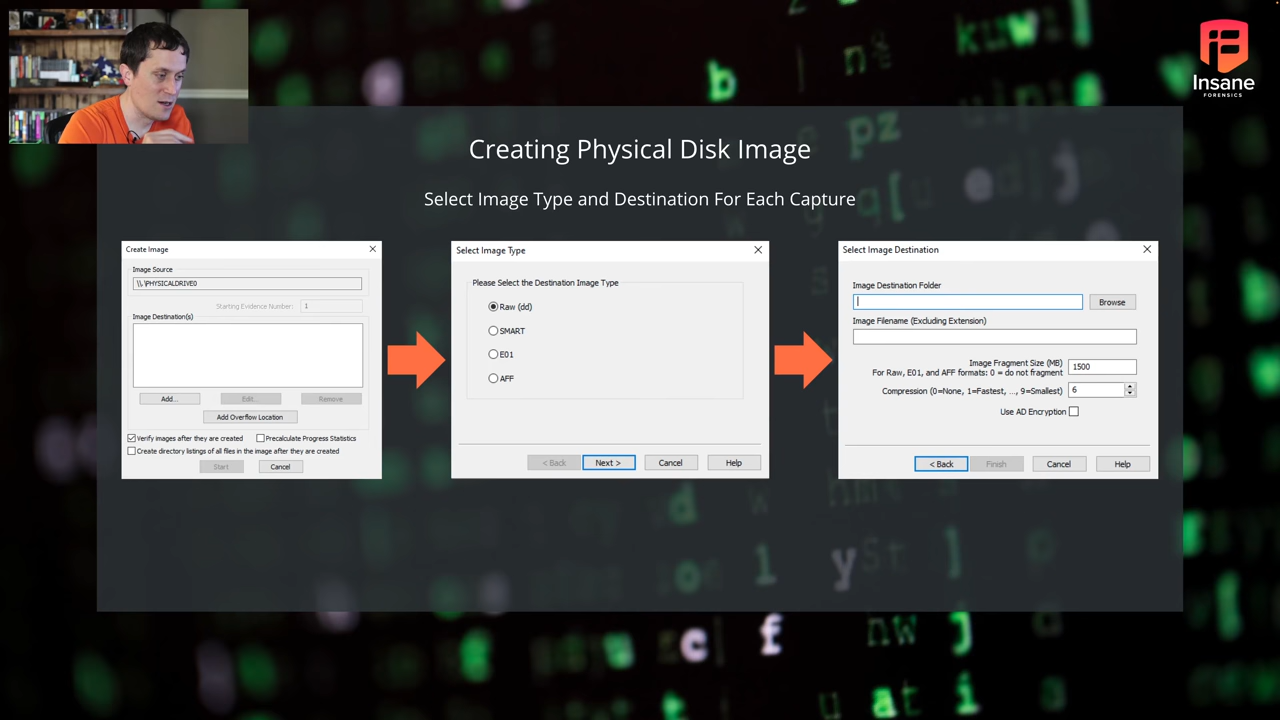 Insane
FORENSICS
Creating Physical Disk Image
Select Image Type and Destination For Each Capture
Create Image
Image Source
\\.\PHYSICALDRIVE0
Starting Evidence Number: 1
Image Destination(s)
Add...
Edit...
Remove
Add Overflow Location
Verify images after they are created
Precalculate Progress Statistics
Create directory listings of all files in the image after they are created
Start
Cancel
Select Image Type
Please Select the Destination Image Type
Raw (dd)
SMART
E01
AFF
< Back
Next >
Cancel
Help
Select Image Destination
Image Destination Folder
Browse
Image Filename (Excluding Extension)
Image Fragment Size (MB)
For Raw, E01, and AFF formats: 0 = do not fragment
1500
Compression (0=None, 1=Fastest, ..., 9=Smallest)
6
Use AD Encryption
< Back
Finish
Cancel
Help